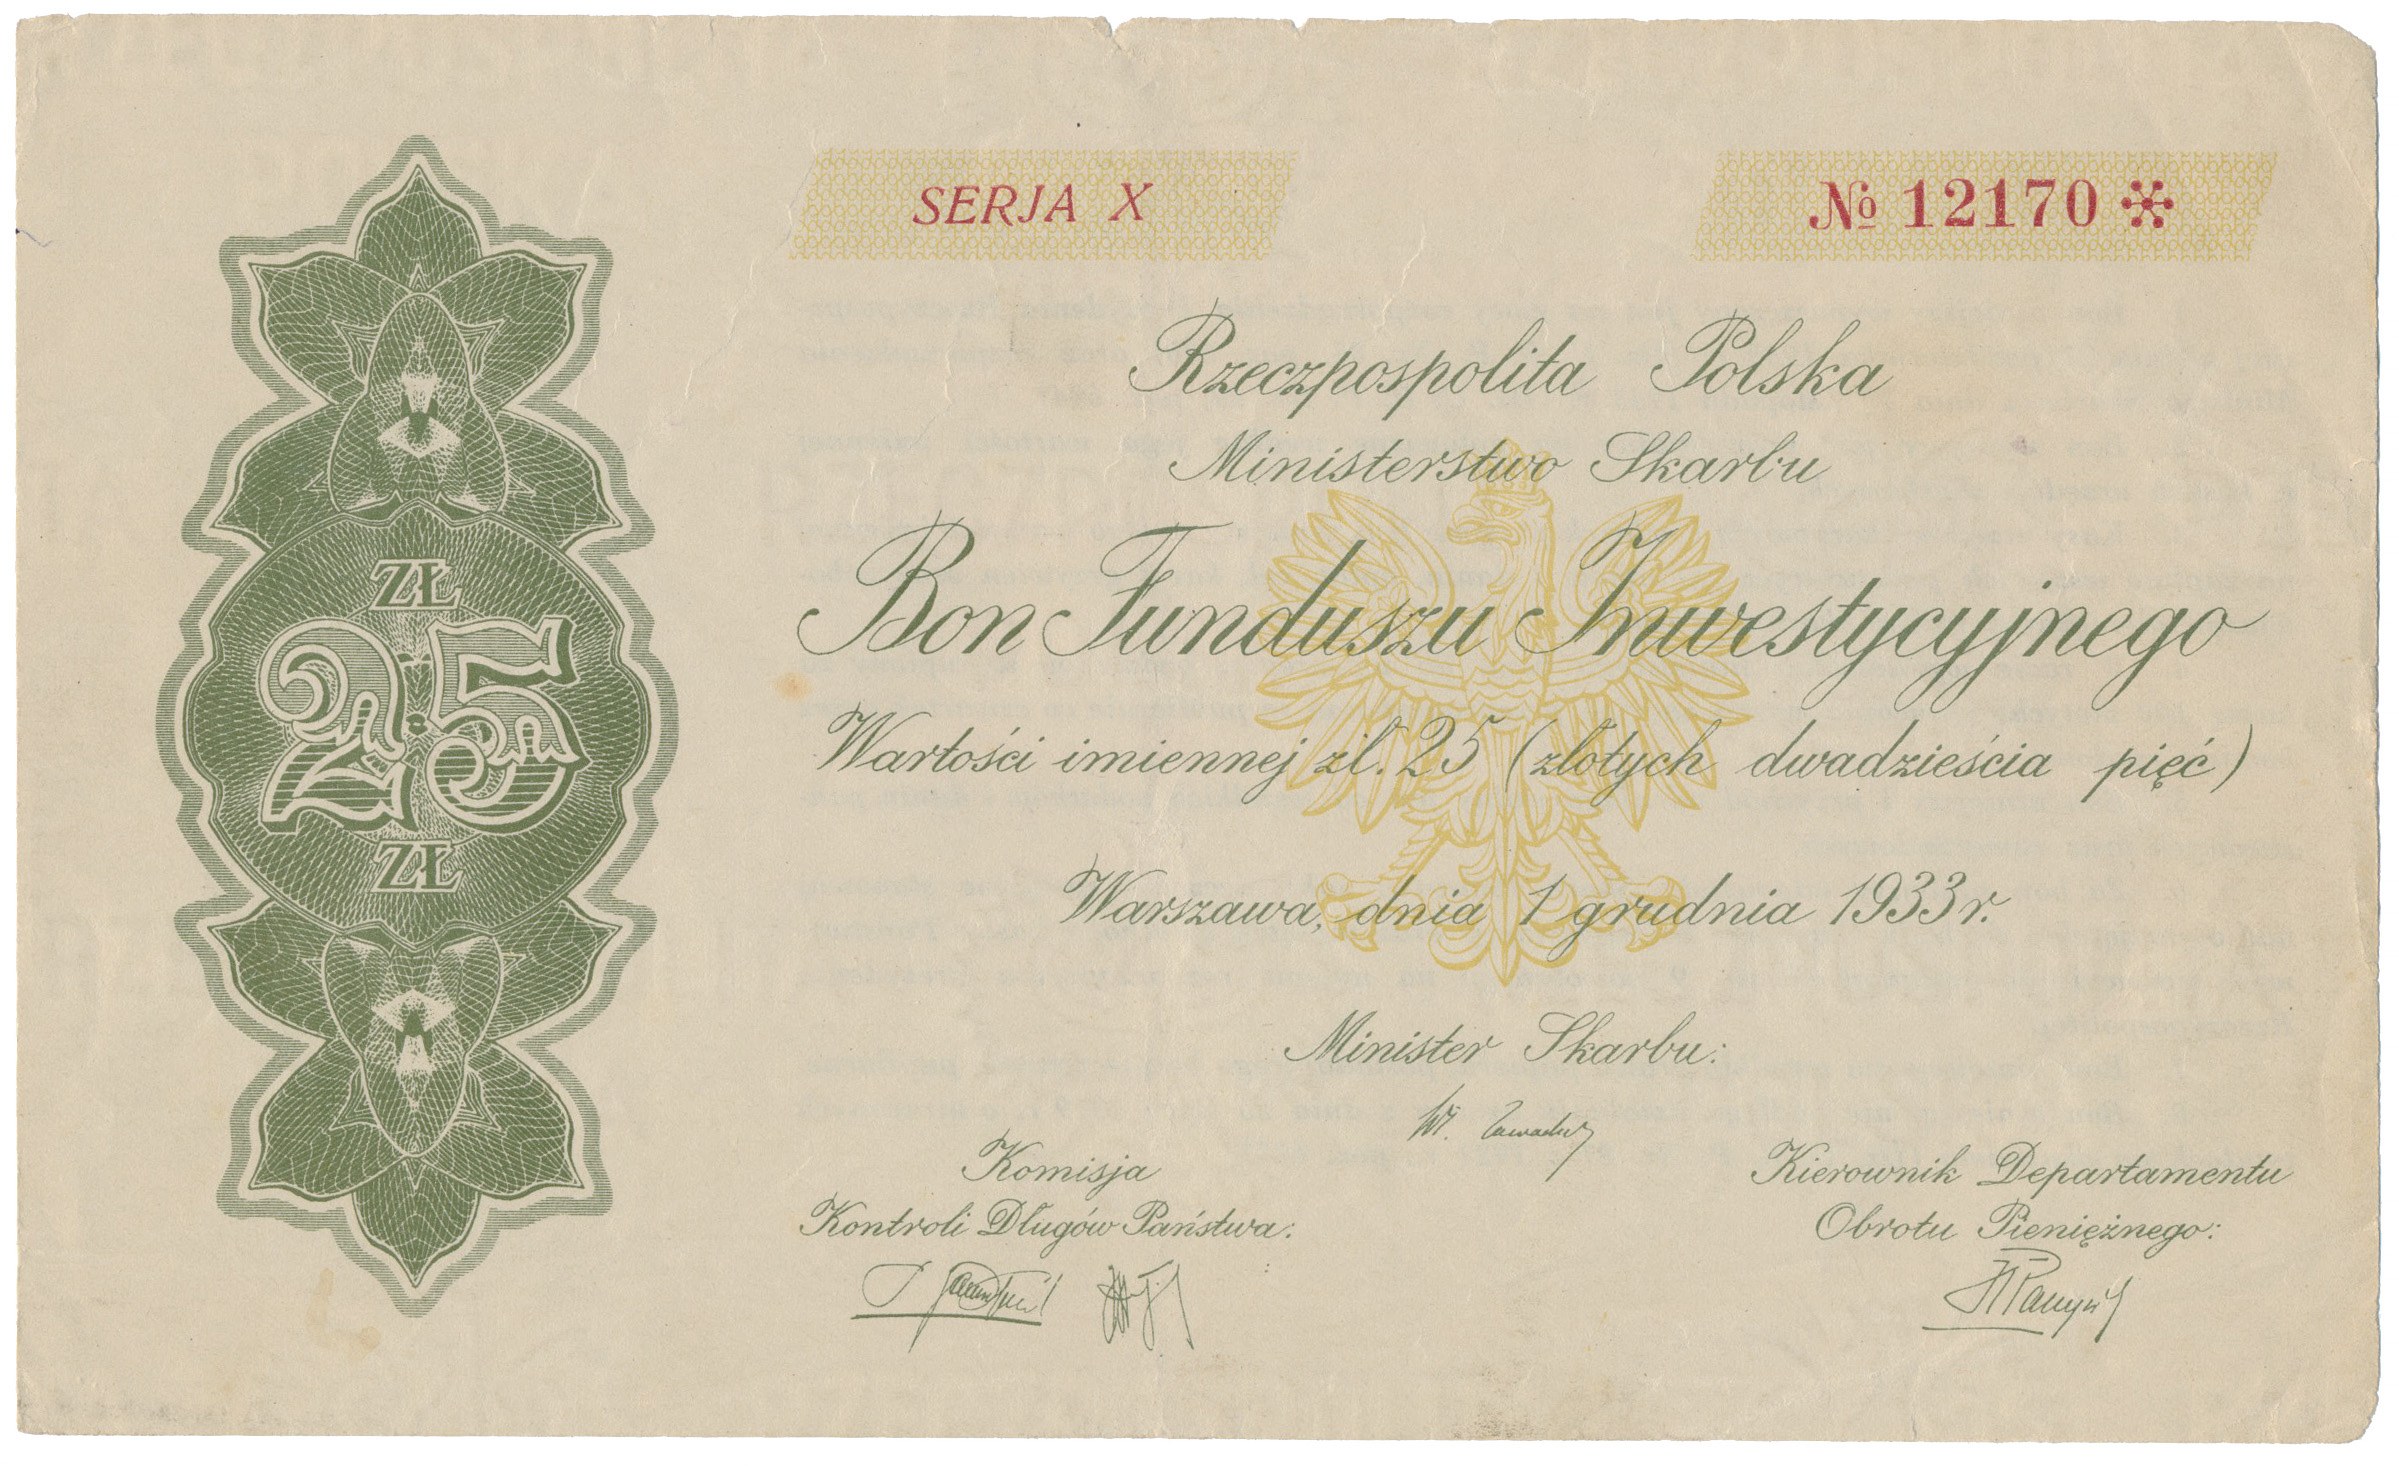 SERJA X
№ 12170
Rzeczpospolita Polska
Ministerstwo Skarbu
Bon Funduszu Inwestycyjnego
Wartości imiennej zł. 25 (złotych dwadzieścia pięć)
Warszawa, dnia 1 grudnia 1933 r.
Minister Skarbu:
Komisja
Kontroli Długów Państwa:
Kierownik Departamentu
Obrotu Pieniężnego:
ZŁ
25
ZŁ